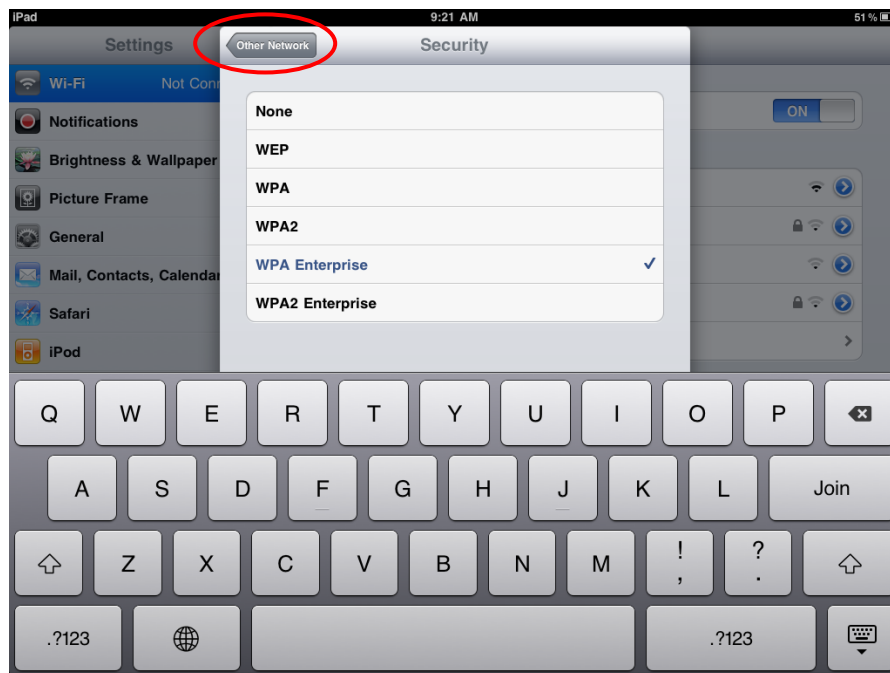 iPad 9:21 AM 51 %
Settings
Other Network
Security
Wi-Fi Not Conn
Notifications
Brightness & Wallpaper
Picture Frame
General
Mail, Contacts, Calendar
Safari
iPod
None
WEP
WPA
WPA2
WPA Enterprise
WPA2 Enterprise
ON
Q W E R T Y U I O P
A S D F G H J K L Join
Z X C V B N M ! , ? .
.?123 .?123